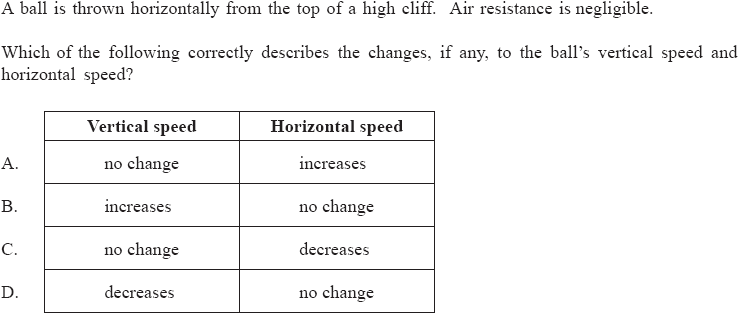 A ball is thrown horizontally from the top of a high cliff. Air resistance is negligible.
Which of the following correctly describes the changes, if any, to the ball's vertical speed and
horizontal speed?
Vertical speed Horizontal speed
A. no change increases
B. increases no change
C. no change decreases
D. decreases no change